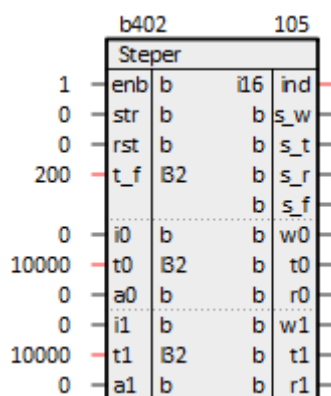 b402 105
Steper
1 enb b i16 ind
0 str b b s_w
0 rst b b s_t
200 t_f i32 b s_r
b s_f
0 i0 b b w0
10000 t0 i32 b t0
0 a0 b b r0
0 i1 b b w1
10000 t1 i32 b t1
0 a1 b b r1